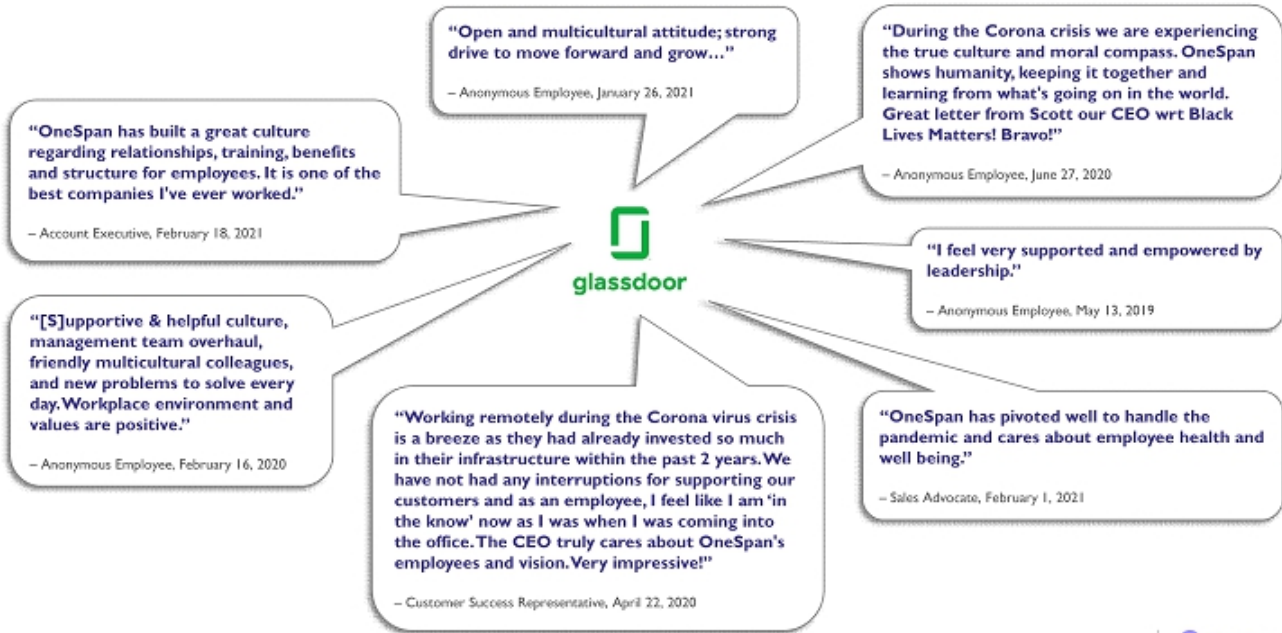 “Open and multicultural attitude; strong
drive to move forward and grow...”
– Anonymous Employee, January 26, 2021
“During the Corona crisis we are experiencing
the true culture and moral compass. OneSpan
shows humanity, keeping it together and
learning from what's going on in the world.
Great letter from Scott our CEO wrt Black
Lives Matters! Bravo!”
– Anonymous Employee, June 27, 2020
“OneSpan has built a great culture
regarding relationships, training, benefits
and structure for employees. It is one of the
best companies I've ever worked.”
– Account Executive, February 18, 2021
glassdoor
“I feel very supported and empowered by
leadership.”
– Anonymous Employee, May 13, 2019
“[S]upportive & helpful culture,
management team overhaul,
friendly multicultural colleagues,
and new problems to solve every
day. Workplace environment and
values are positive.”
– Anonymous Employee, February 16, 2020
“Working remotely during the Corona virus crisis
is a breeze as they had already invested so much
in their infrastructure within the past 2 years. We
have not had any interruptions for supporting our
customers and as an employee, I feel like I am ‘in
the know’ now as I was when I was coming into
the office. The CEO truly cares about OneSpan's
employees and vision. Very impressive!”
– Customer Success Representative, April 22, 2020
“OneSpan has pivoted well to handle the
pandemic and cares about employee health and
well being.”
– Sales Advocate, February 1, 2021